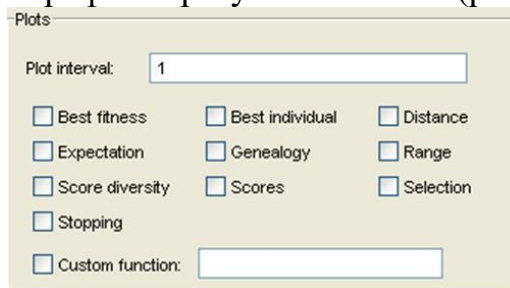 Plots
Plot interval: 1
Best fitness Best individual Distance
Expectation Genealogy Range
Score diversity Scores Selection
Stopping
Custom function: